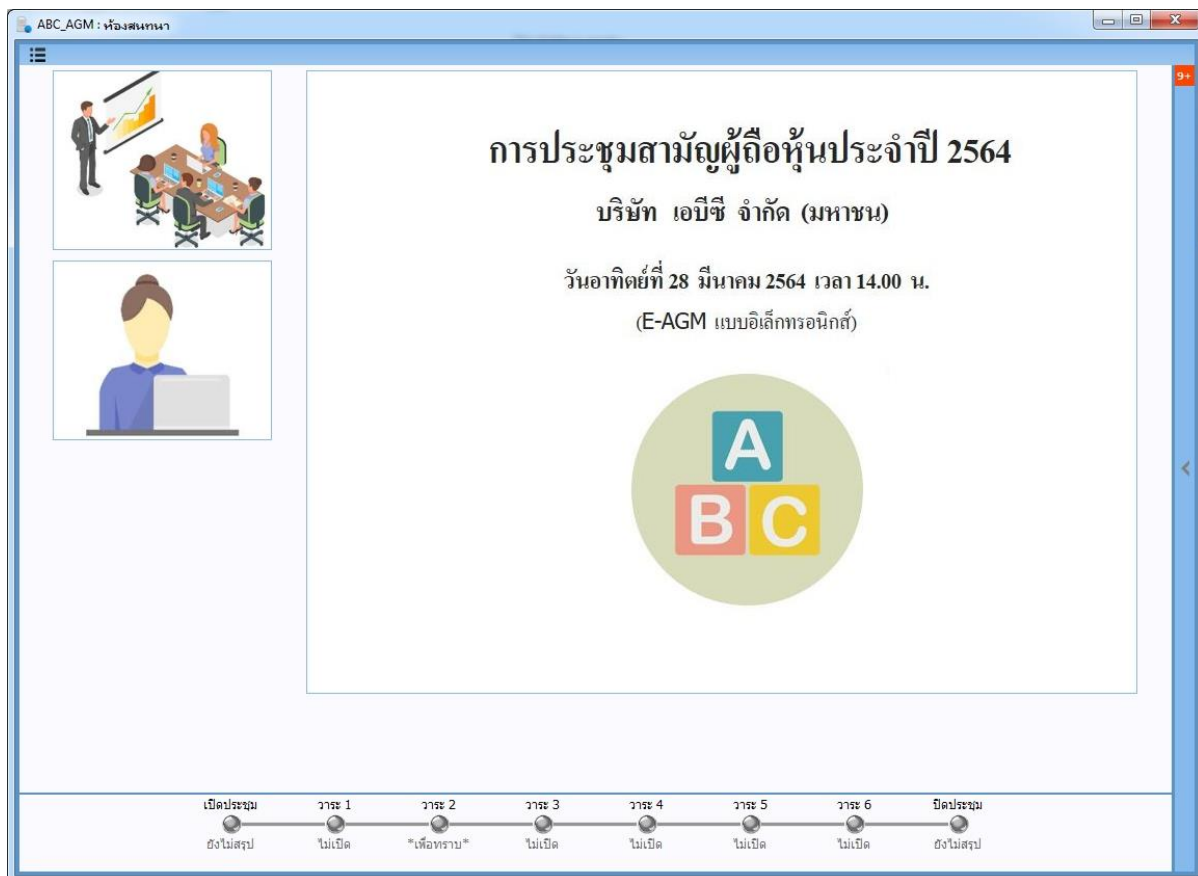 ABC_AGM : ห้องสนทนา
9+
การประชุมสามัญผู้ถือหุ้นประจำปี 2564
บริษัท เอบีซี จำกัด (มหาชน)
วันอาทิตย์ที่ 28 มีนาคม 2564 เวลา 14.00 น.
(E-AGM แบบอิเล็กทรอนิกส์)
A
B C
เปิดประชุม วาระ 1 วาระ 2 วาระ 3 วาระ 4 วาระ 5 วาระ 6 ปิดประชุม
ยังไม่สรุป ไม่เปิด *เพื่อทราบ* ไม่เปิด ไม่เปิด ไม่เปิด ไม่เปิด ยังไม่สรุป